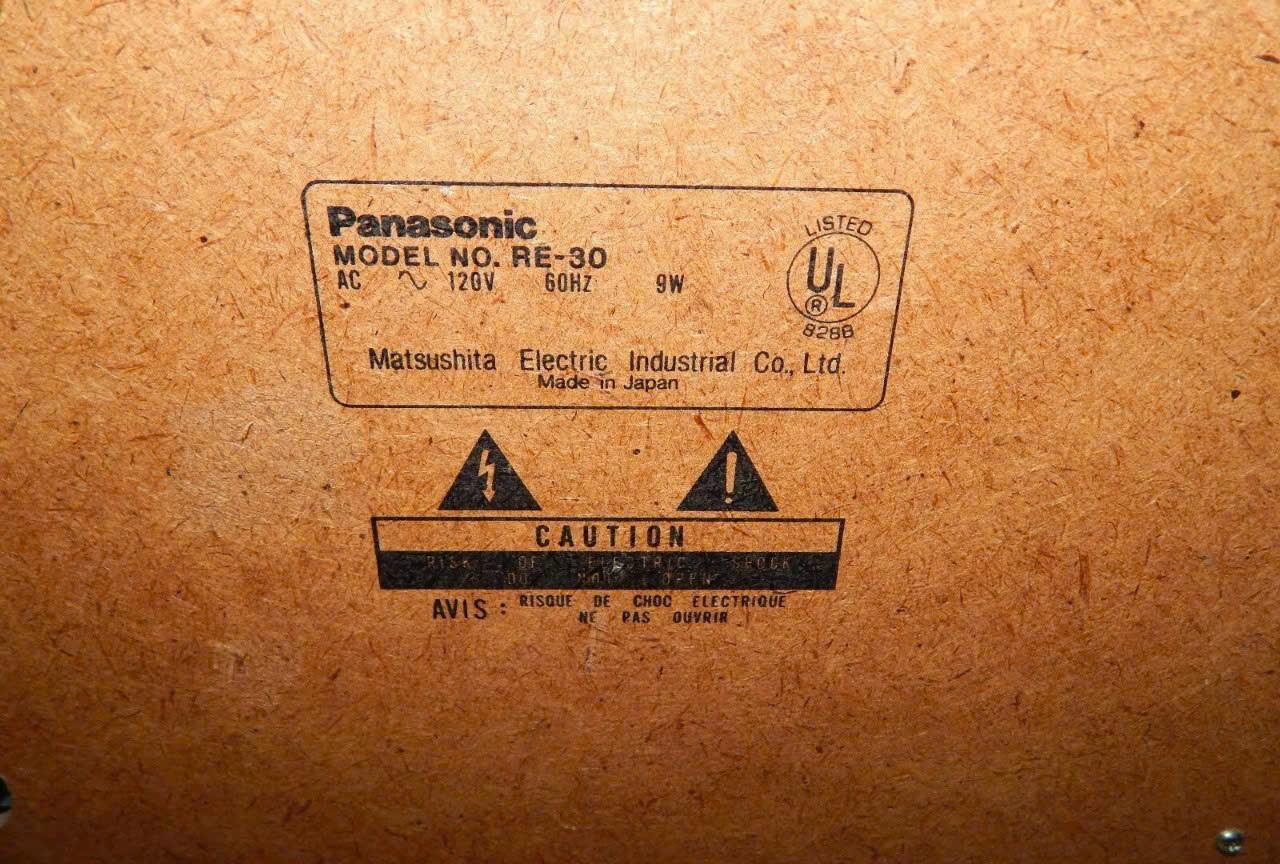 Panasonic
MODEL NO. RE-30
AC 120V 60HZ 9W
LISTED
UL
®
828B
Matsushita Electric Industrial Co., Ltd.
Made in Japan
CAUTION
RISK OF ELECTRIC SHOCK
DO NOT OPEN
AVIS : RISQUE DE CHOC ELECTRIQUE
NE PAS OUVRIR